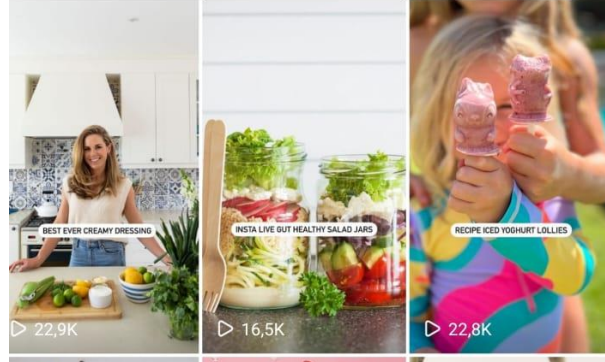 BEST EVER CREAMY DRESSING
INSTA LIVE GUT HEALTHY SALAD JARS
RECIPE ICED YOGHURT LOLLIES
22,9K
16,5K
22,8K